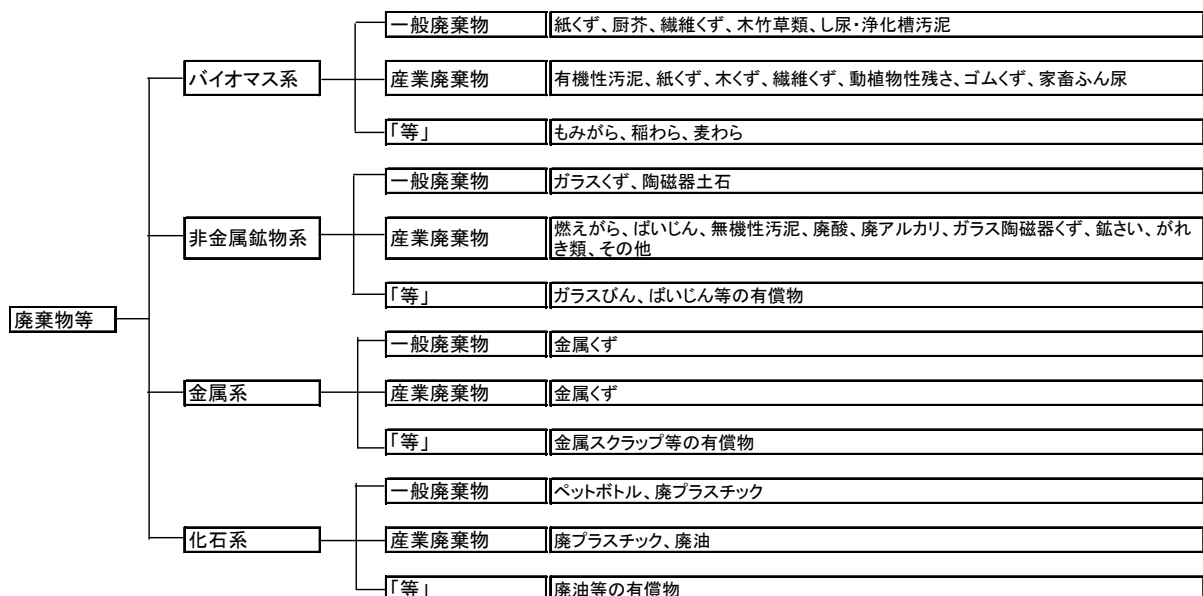 一般廃棄物
紙くず、厨芥、繊維くず、木竹草類、し尿・浄化槽汚泥
バイオマス系
産業廃棄物
有機性汚泥、紙くず、木くず、繊維くず、動植物性残さ、ゴムくず、家畜ふん尿
「等」
もみがら、稲わら、麦わら
一般廃棄物
ガラスくず、陶磁器土石
非金属鉱物系
産業廃棄物
燃えがら、ばいじん、無機性汚泥、廃酸、廃アルカリ、ガラス陶磁器くず、鉱さい、がれ
き類、その他
「等」
ガラスびん、ばいじん等の有償物
廃棄物等
一般廃棄物
金属くず
金属系
産業廃棄物
金属くず
「等」
金属スクラップ等の有償物
一般廃棄物
ペットボトル、廃プラスチック
化石系
産業廃棄物
廃プラスチック、廃油
「等」
廃油等の有償物